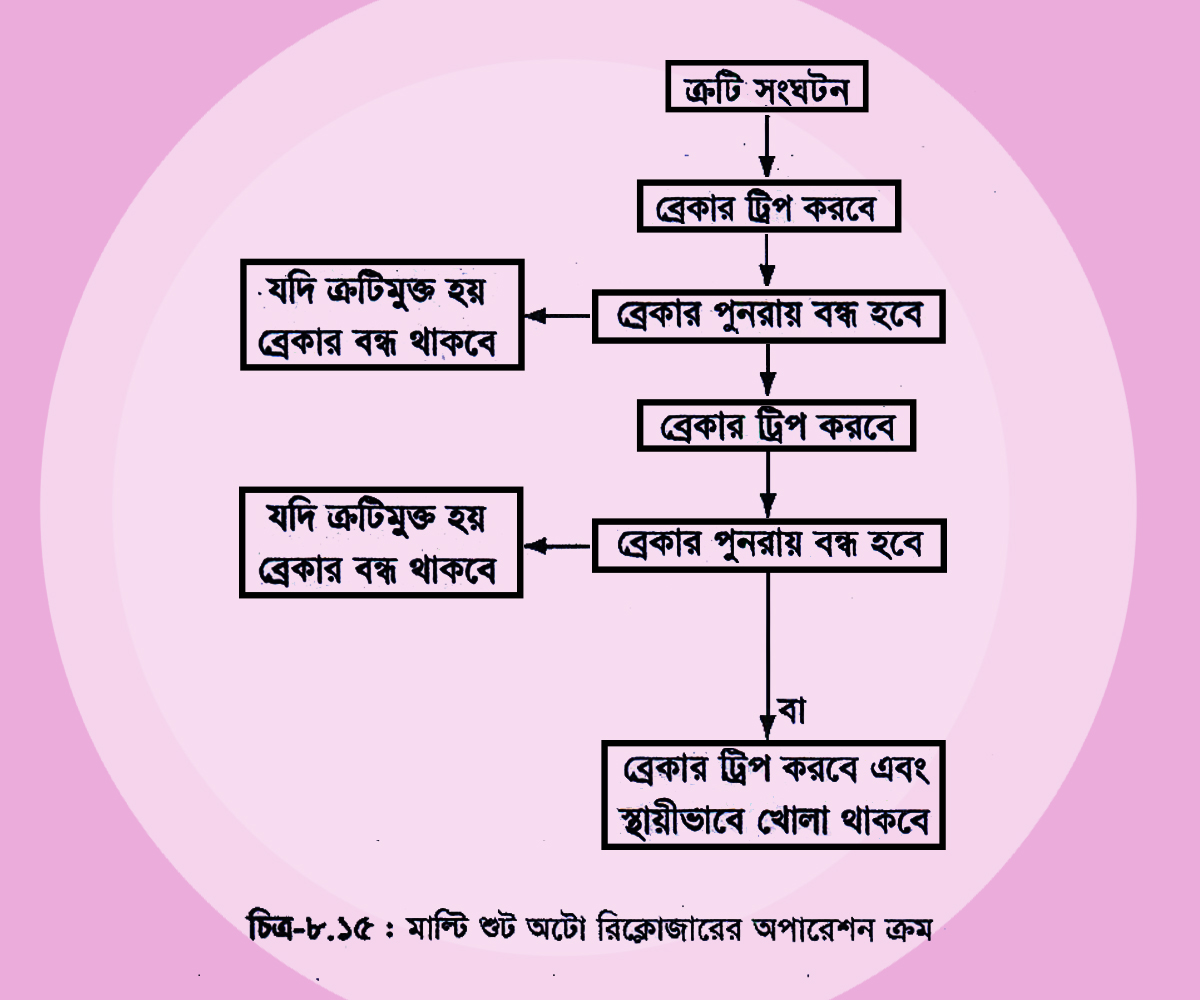 ত্রুটি সংঘটন
ব্রেকার ট্রিপ করবে
যদি ত্রুটিমুক্ত হয়
ব্রেকার বন্ধ থাকবে
ব্রেকার পুনরায় বন্ধ হবে
ব্রেকার ট্রিপ করবে
যদি ত্রুটিমুক্ত হয়
ব্রেকার বন্ধ থাকবে
ব্রেকার পুনরায় বন্ধ হবে
বা
ব্রেকার ট্রিপ করবে এবং
স্থায়ীভাবে খোলা থাকবে
চিত্র-৮.১৫ : মাল্টি শুট অটো রিক্লোজারের অপারেশন ক্রম